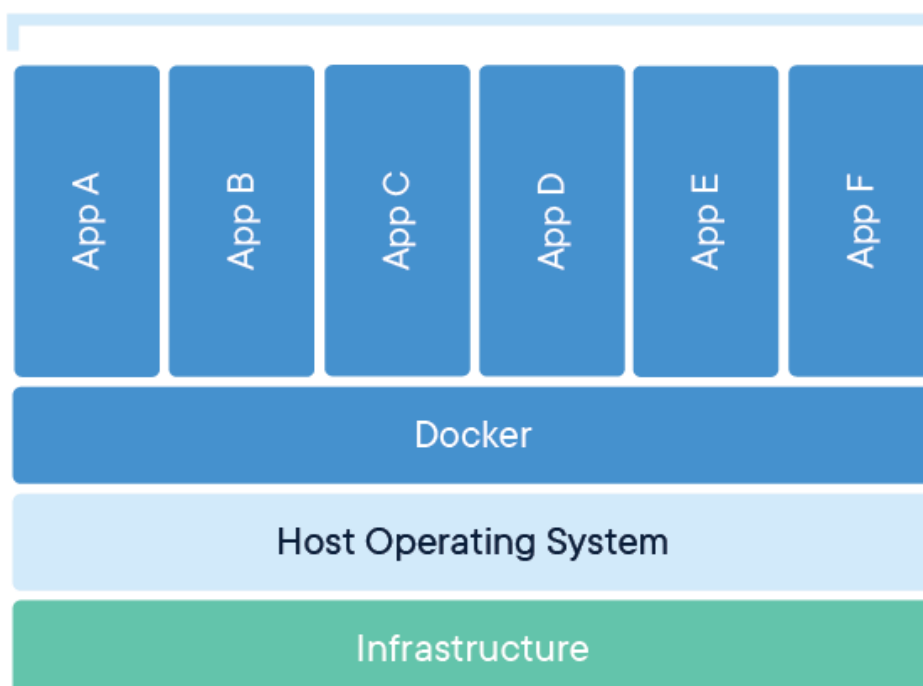 App A
App B
App C
App D
App E
App F
Docker
Host Operating System
Infrastructure